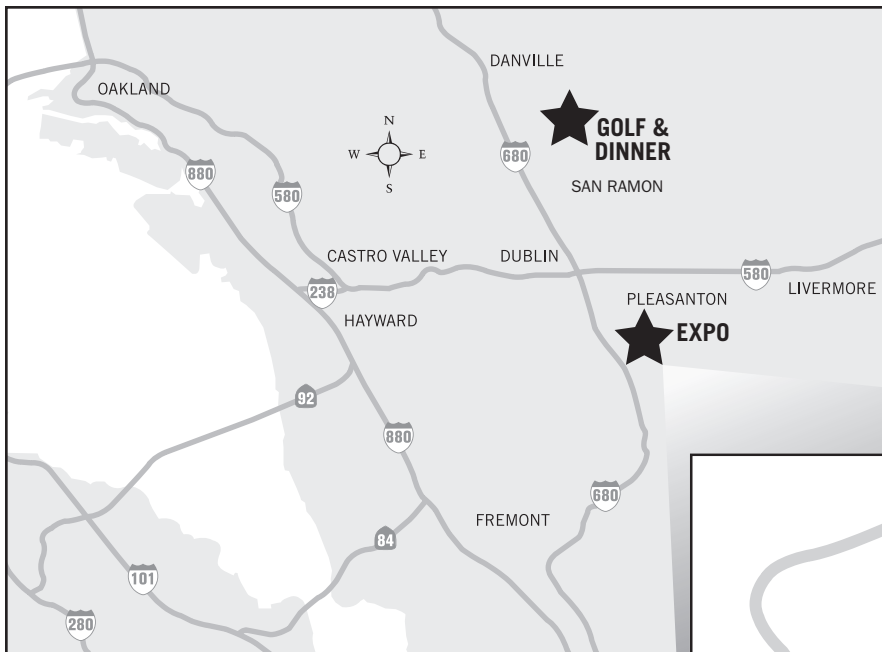 DANVILLE
OAKLAND
GOLF &
DINNER
N
W E
S
680
880
SAN RAMON
580
CASTRO VALLEY
DUBLIN
580
238
LIVERMORE
PLEASANTON
HAYWARD
EXPO
92
880
680
FREMONT
84
101
280